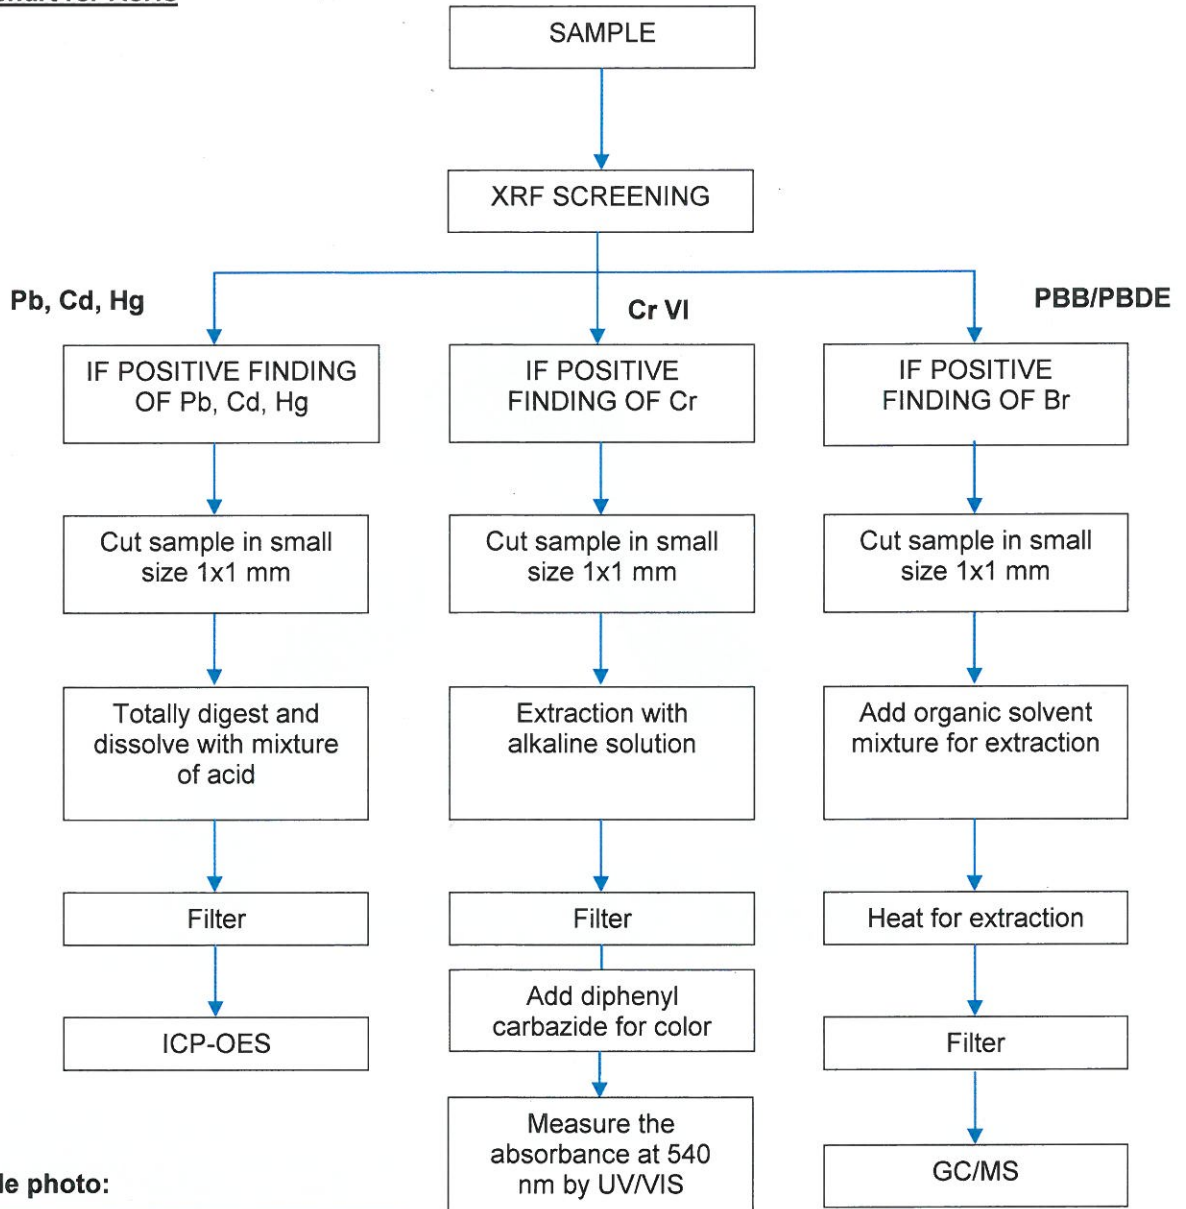 SAMPLE
XRF SCREENING
Pb, Cd, Hg
Cr VI
PBB/PBDE
IF POSITIVE FINDING
OF Pb, Cd, Hg
IF POSITIVE
FINDING OF Cr
IF POSITIVE
FINDING OF Br
Cut sample in small
size 1x1 mm
Cut sample in small
size 1x1 mm
Cut sample in small
size 1x1 mm
Totally digest and
dissolve with mixture
of acid
Extraction with
alkaline solution
Add organic solvent
mixture for extraction
Filter
Filter
Heat for extraction
Add diphenyl
carbazide for color
ICP-OES
Filter
Measure the
absorbance at 540
nm by UV/VIS
GC/MS
le photo: